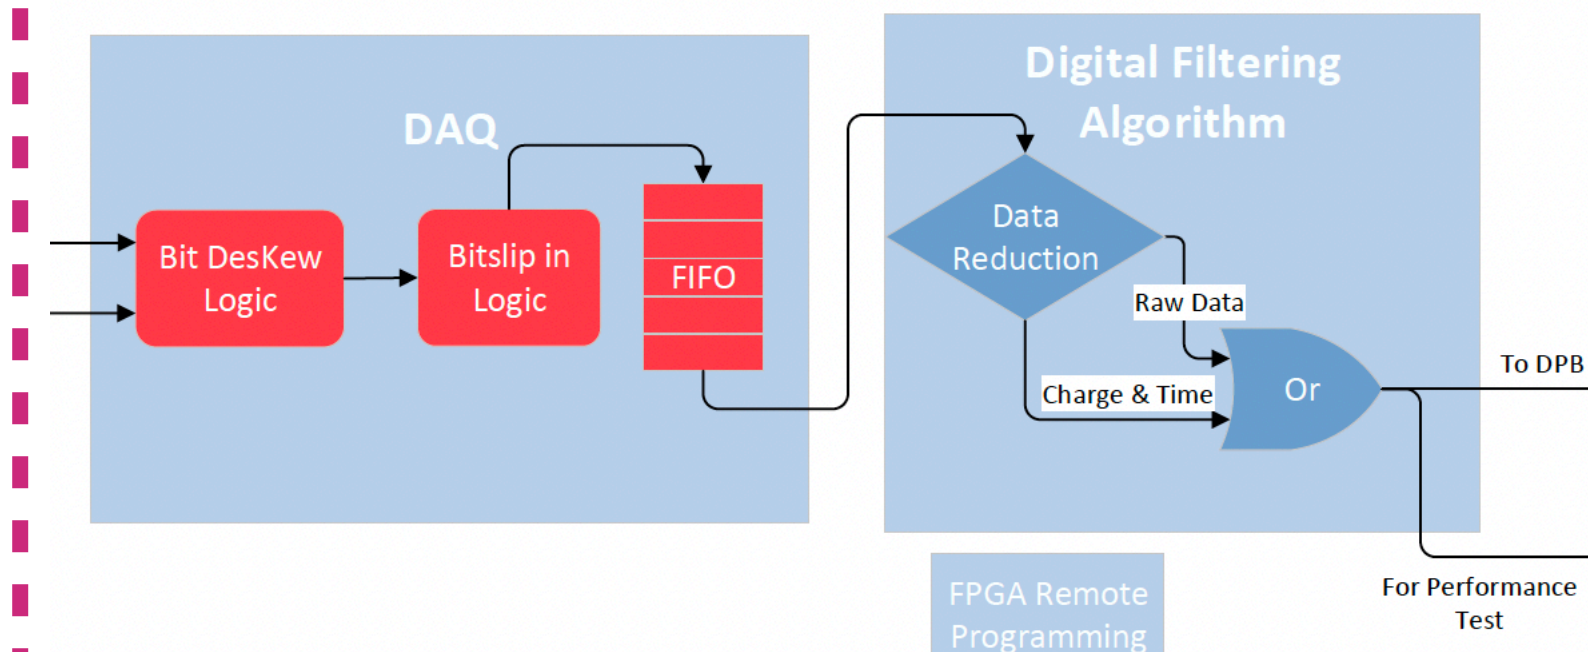 DAQ
Bit DesKew
Logic
Bitslip in
Logic
FIFO
Digital Filtering
Algorithm
Data
Reduction
Raw Data
Charge & Time
Or
To DPB
For Performance
Test
FPGA Remote
Programming